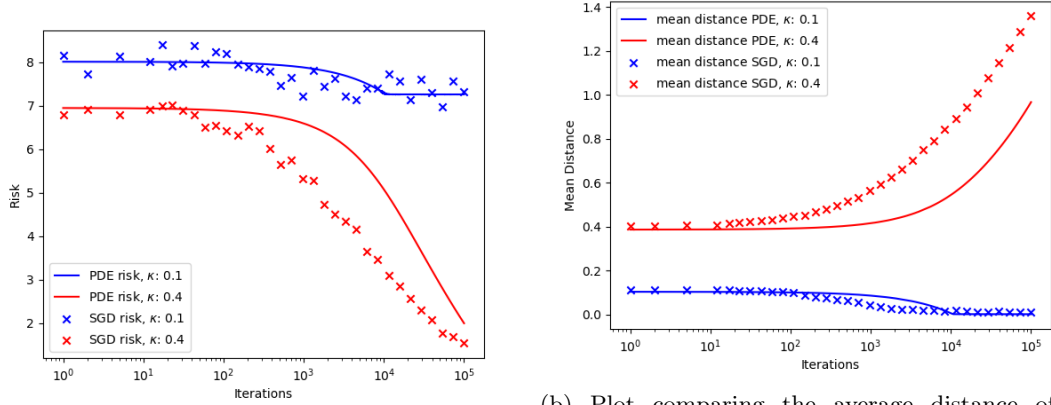 8
7
6
5
4
3
2
Risk
PDE risk, κ: 0.1
PDE risk, κ: 0.4
SGD risk, κ: 0.1
SGD risk, κ: 0.4
10⁰ 10¹ 10² 10³ 10⁴ 10⁵
Iterations
1.4
1.2
1.0
0.8
0.6
0.4
0.2
0.0
Mean Distance
mean distance PDE, κ: 0.1
mean distance PDE, κ: 0.4
mean distance SGD, κ: 0.1
mean distance SGD, κ: 0.4
10⁰ 10¹ 10² 10³ 10⁴ 10⁵
Iterations
(b) Plot comparing the average distance of